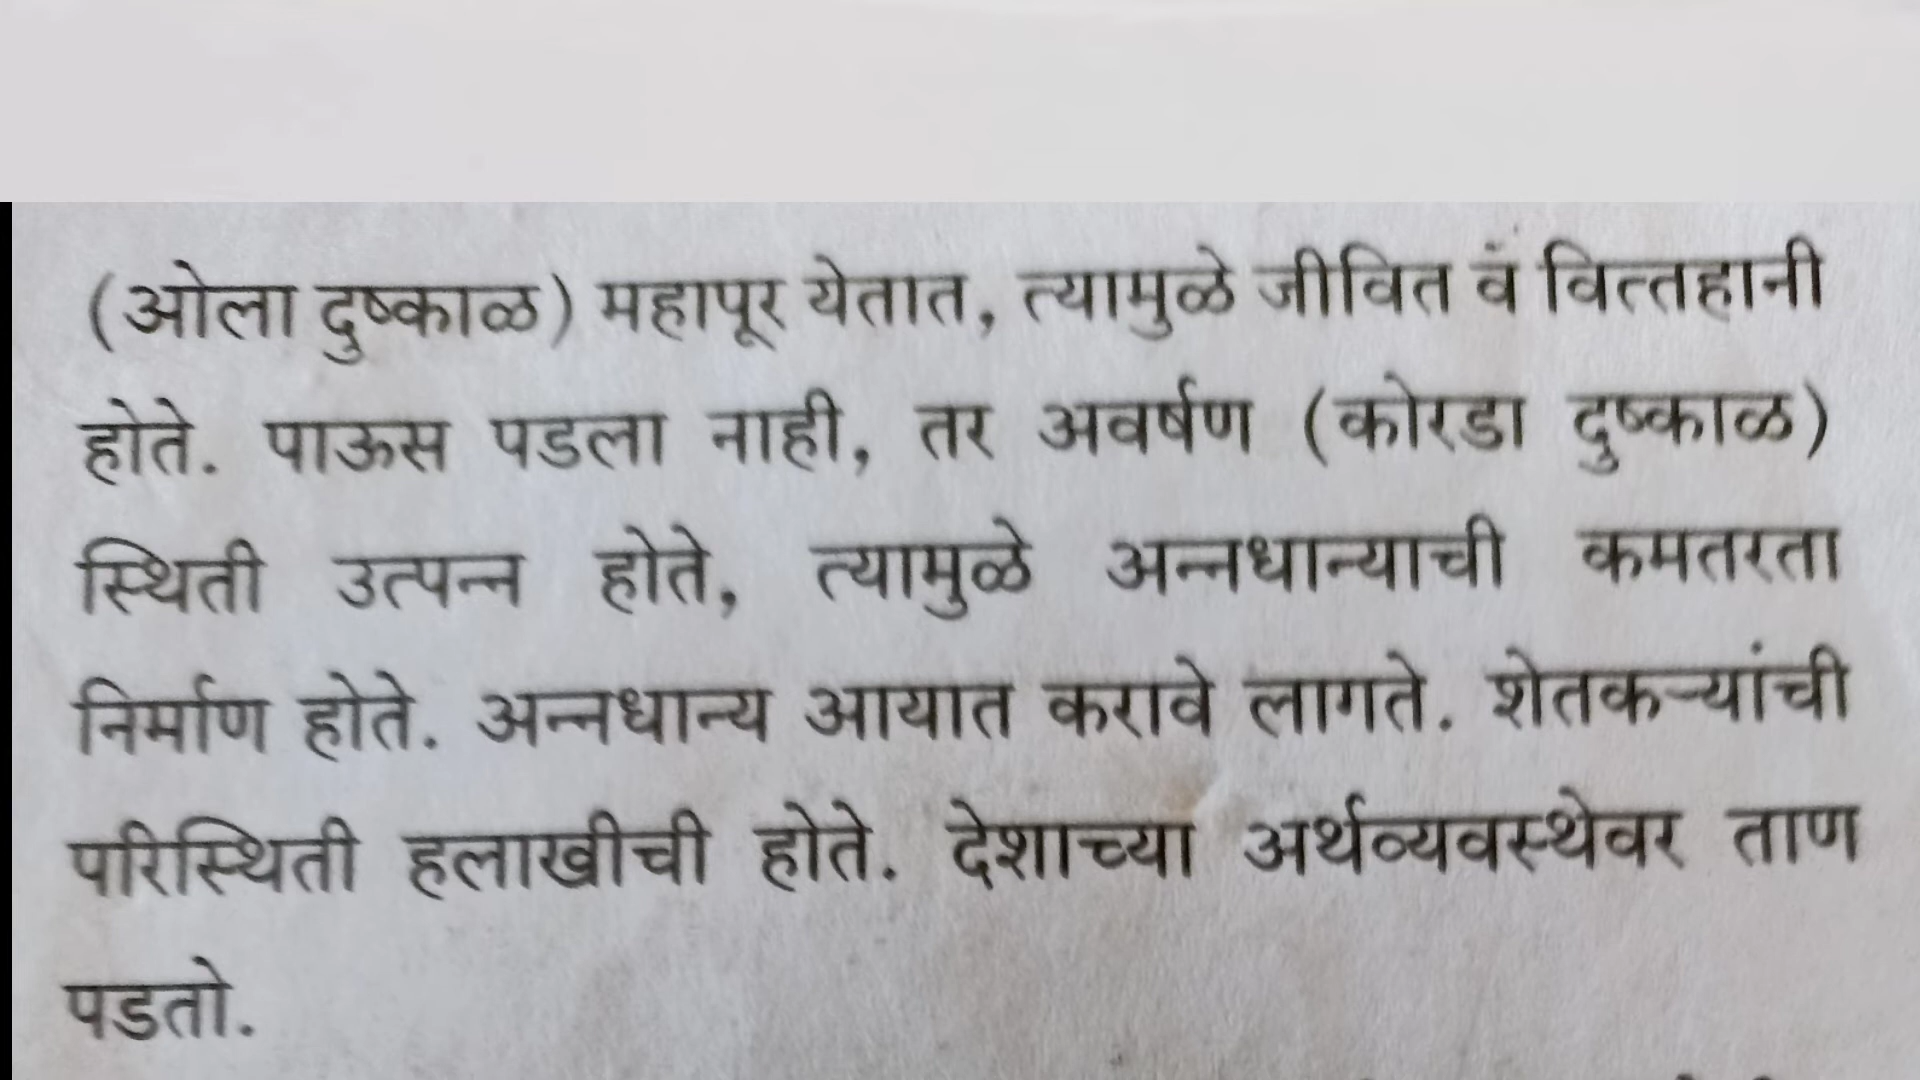 (ओला दुष्काळ) महापूर येतात, त्यामुळे जीवित व वित्तहानी
होते. पाऊस पडला नाही, तर अवर्षण (कोरडा दुष्काळ)
स्थिती उत्पन्न होते, त्यामुळे अन्नधान्याची कमतरता
निर्माण होते. अन्नधान्य आयात करावे लागते. शेतकऱ्यांची
परिस्थिती हलाखीची होते. देशाच्या अर्थव्यवस्थेवर ताण
पडतो.